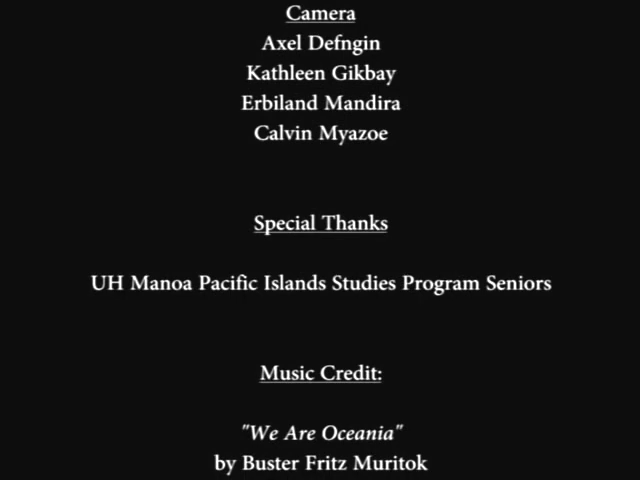 Camera
Axel Defngin
Kathleen Gikbay
Erbiland Mandira
Calvin Myazoe
Special Thanks
UH Manoa Pacific Islands Studies Program Seniors
Music Credit:
"We Are Oceania"
by Buster Fritz Muritok